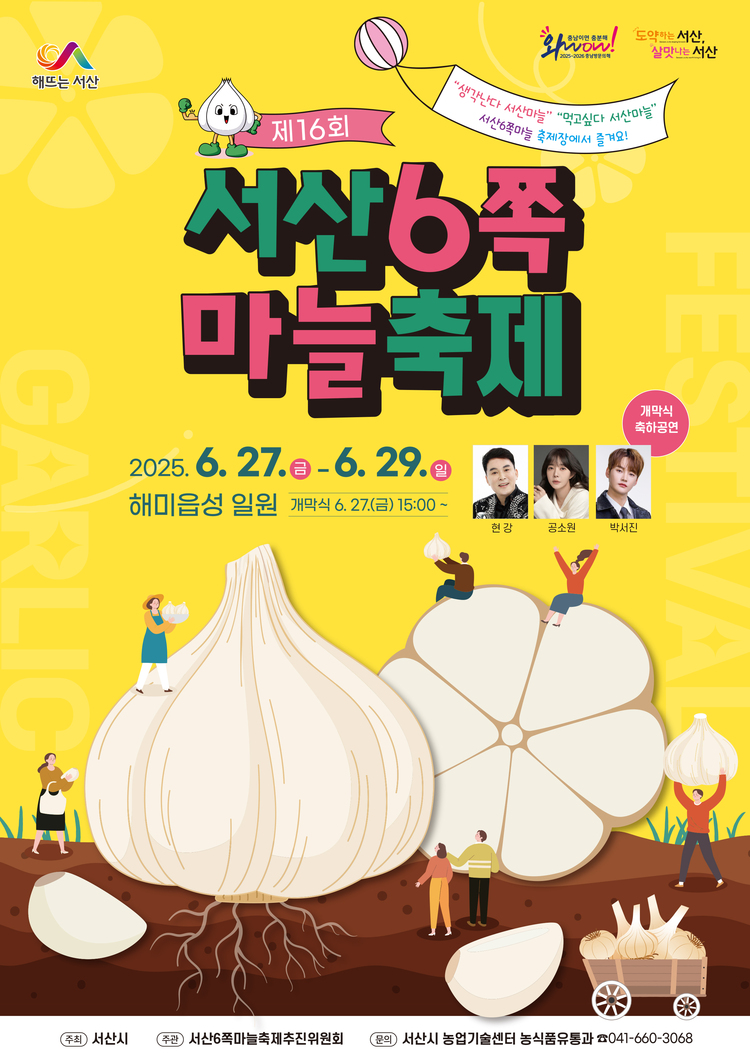 해뜨는 서산
충남이면 충분해
와wow!
2025-2026 충남방문의해
도약하는 서산,
살맛나는 서산
"생각난다 서산마늘" "먹고싶다 서산마늘"
서산6쪽마늘 축제장에서 즐겨요!
제16회
서산6쪽
마늘축제
개막식
축하공연
2025. 6. 27.금 - 6. 29.일
해미읍성 일원 개막식 6. 27.(금) 15:00 ~
현 강
공소원
박서진
GARLIC
FESTIVAL
주최 서산시 주관 서산6쪽마늘축제추진위원회 문의 서산시 농업기술센터 농식품유통과 ☎041-660-3068